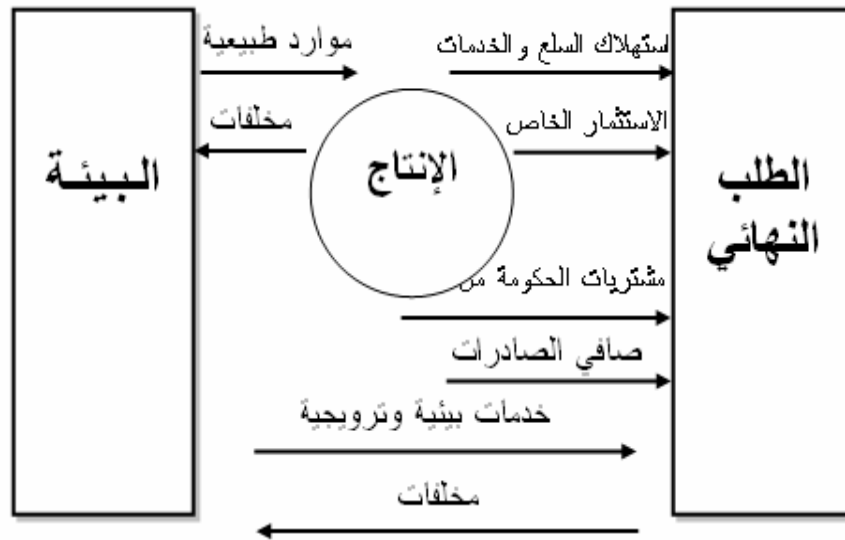 موارد طبيعية
استهلاك السلع و الخدمات
مخلفات
الاستثمار الخاص
البيئة
الإنتاج
الطلب
النهائي
مشتريات الحكومة من
صافي الصادرات
خدمات بيئية وترويجية
مخلفات